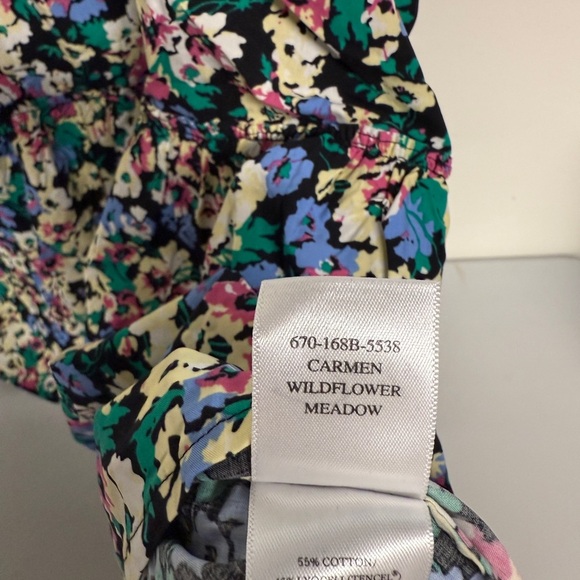 670-168B-5538
CARMEN
WILDFLOWER
MEADOW
55% COTTON/